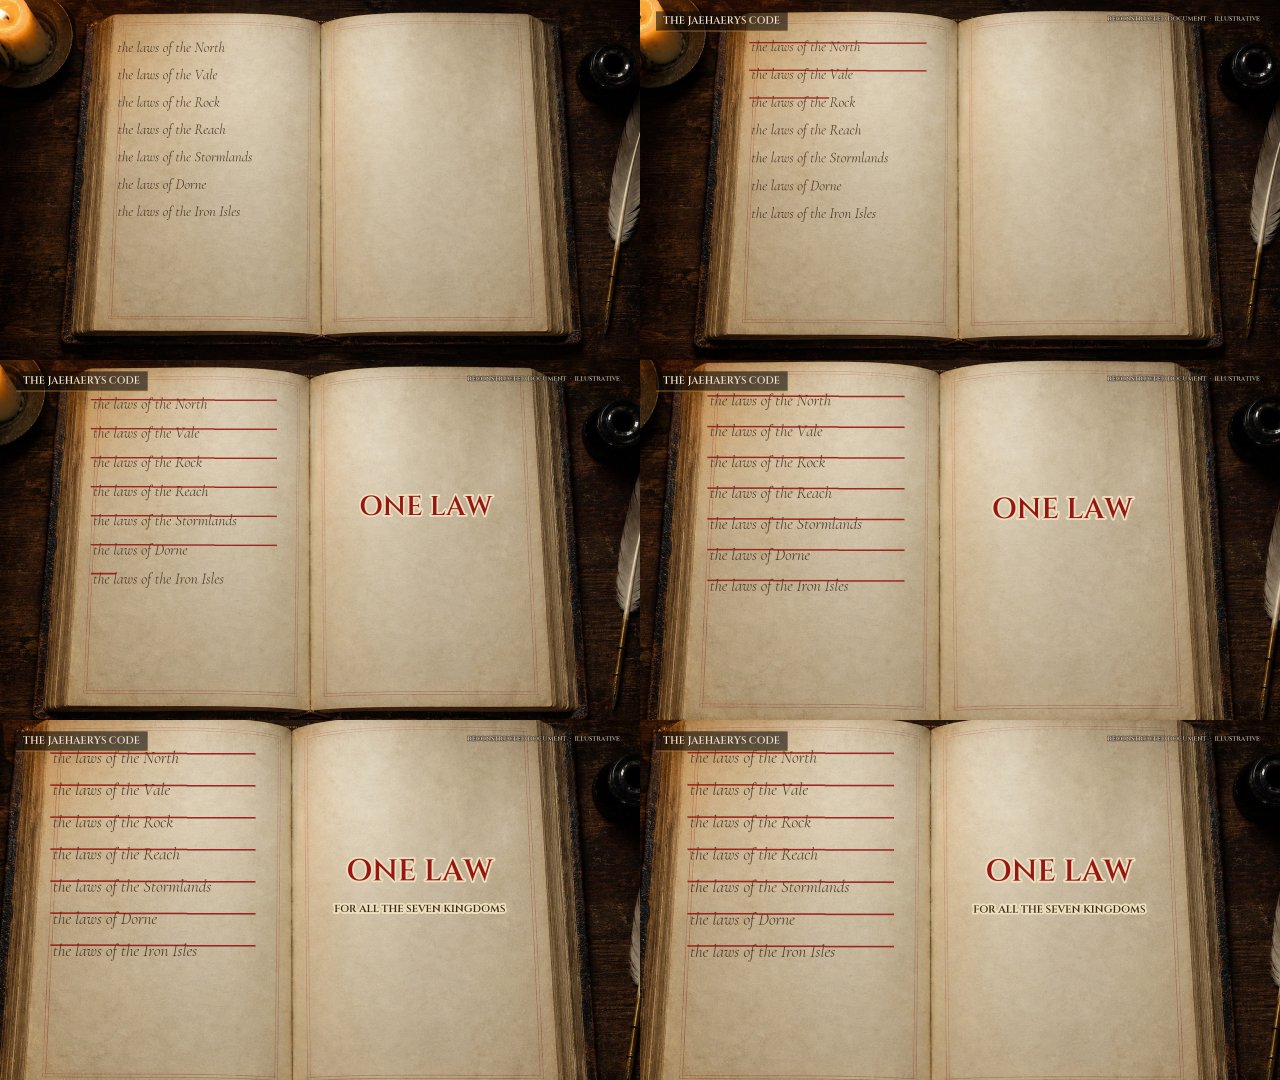 the laws of the North
the laws of the Vale
the laws of the Rock
the laws of the Reach
the laws of the Stormlands
the laws of Dorne
the laws of the Iron Isles
THE JAEHAERYS CODE
RECONSTRUCTED DOCUMENT · ILLUSTRATIVE
the laws of the North
the laws of the Vale
the laws of the Rock
the laws of the Reach
the laws of the Stormlands
the laws of Dorne
the laws of the Iron Isles
THE JAEHAERYS CODE
RECONSTRUCTED DOCUMENT · ILLUSTRATIVE
the laws of the North
the laws of the Vale
the laws of the Rock
the laws of the Reach
the laws of the Stormlands
the laws of Dorne
the laws of the Iron Isles
ONE LAW
THE JAEHAERYS CODE
RECONSTRUCTED DOCUMENT · ILLUSTRATIVE
the laws of the North
the laws of the Vale
the laws of the Rock
the laws of the Reach
the laws of the Stormlands
the laws of Dorne
the laws of the Iron Isles
ONE LAW
THE JAEHAERYS CODE
RECONSTRUCTED DOCUMENT · ILLUSTRATIVE
the laws of the North
the laws of the Vale
the laws of the Rock
the laws of the Reach
the laws of the Stormlands
the laws of Dorne
the laws of the Iron Isles
ONE LAW
FOR ALL THE SEVEN KINGDOMS
THE JAEHAERYS CODE
RECONSTRUCTED DOCUMENT · ILLUSTRATIVE
the laws of the North
the laws of the Vale
the laws of the Rock
the laws of the Reach
the laws of the Stormlands
the laws of Dorne
the laws of the Iron Isles
ONE LAW
FOR ALL THE SEVEN KINGDOMS